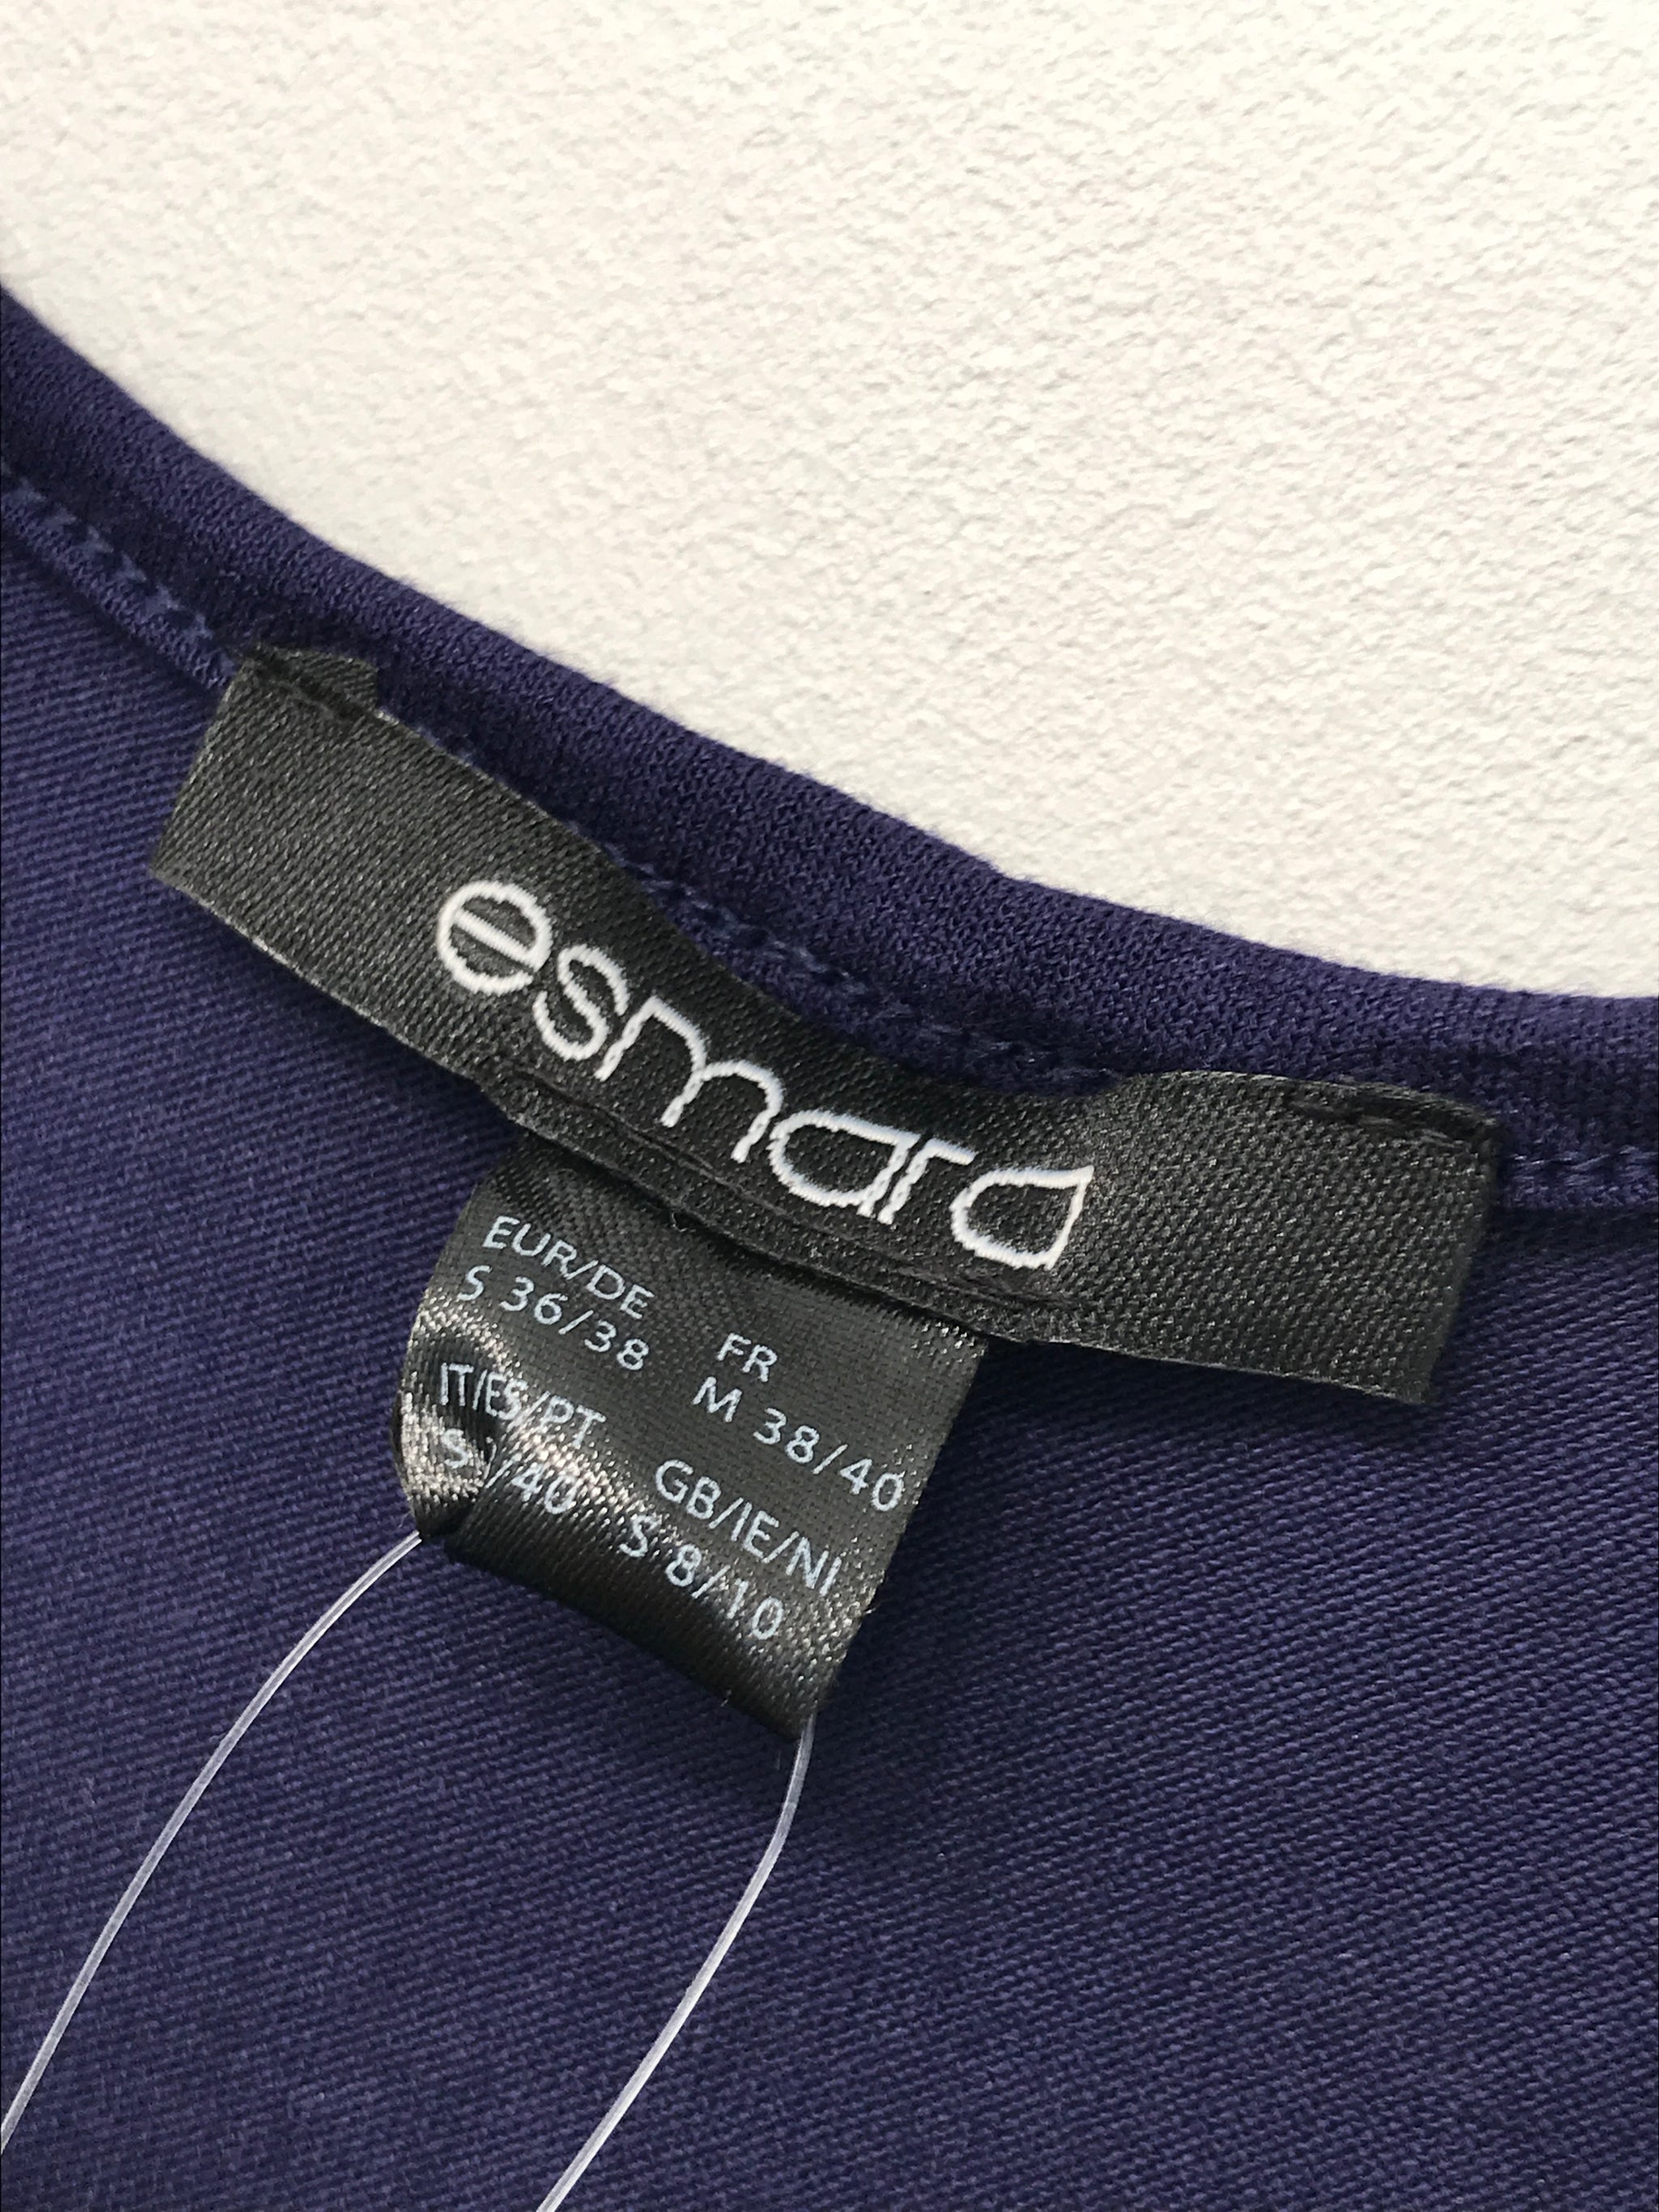 esmara
EUR/DE
S 36/38
FR
M 38/40
IT/ES/PT
S /40
GB/IE/NI
S 8/10